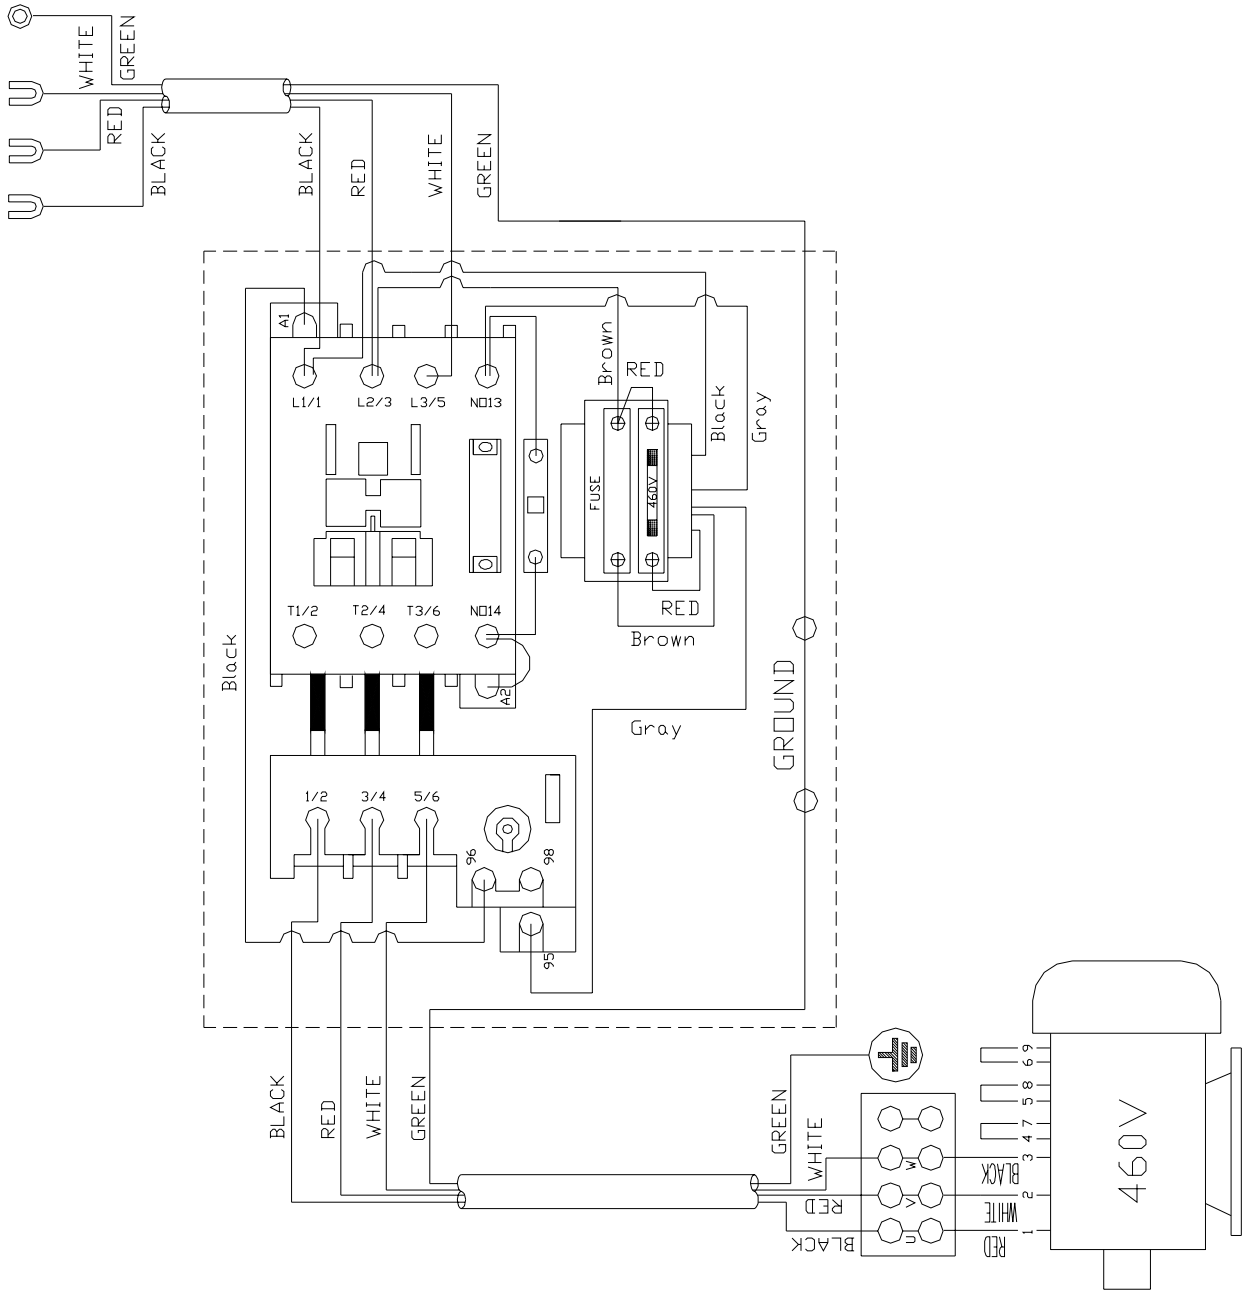 WHITE
GREEN
RED
BLACK
BLACK
RED
WHITE
GREEN
A1
L1/1
L2/3
L3/5
NO13
Brown
RED
Black
Gray
FUSE
460V
T1/2
T2/4
T3/6
NO14
RED
Brown
Black
A2
Gray
GROUND
1/2
3/4
5/6
96
98
95
BLACK
RED
WHITE
GREEN
GREEN
WHITE
RED
BLACK
W
V
U
9
6
8
5
7
4
3
2
1
BLACK
WHITE
RED
460V